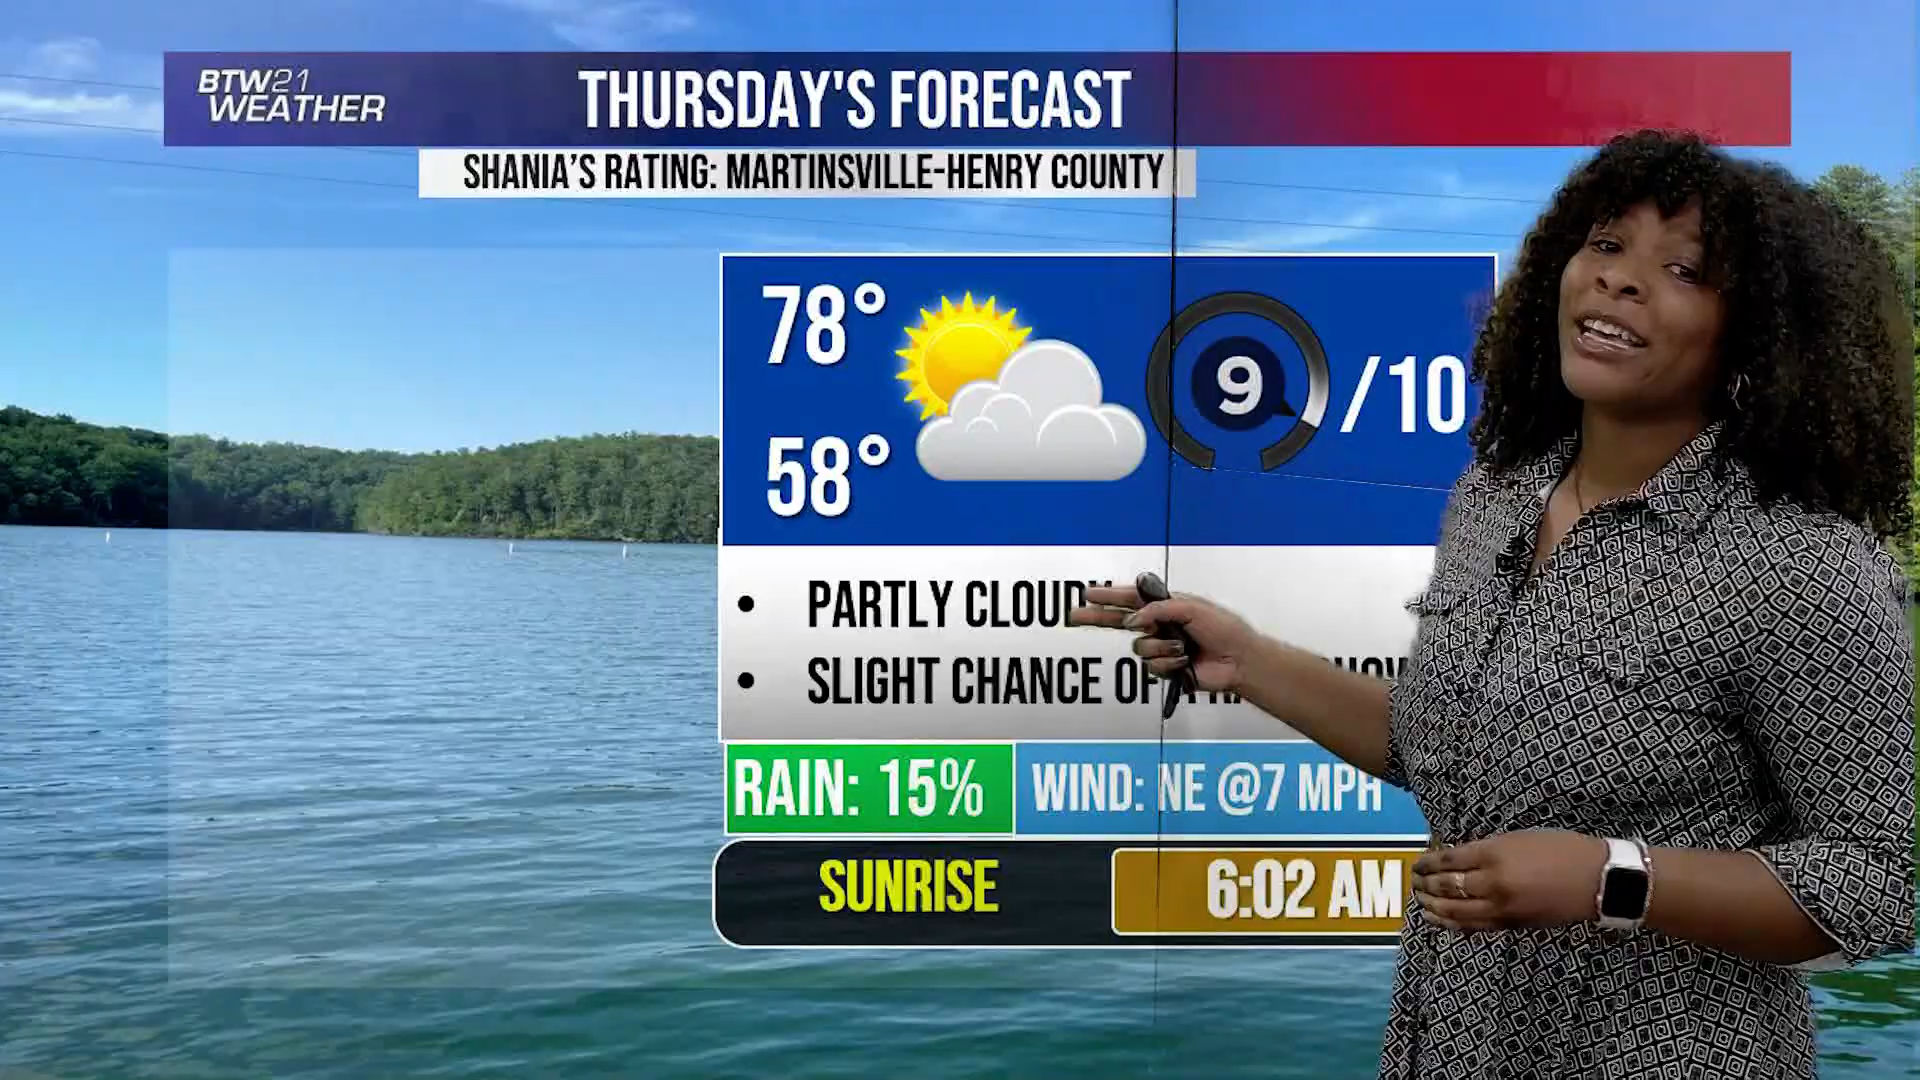 BTW21
WEATHER
THURSDAY'S FORECAST
SHANIA'S RATING: MARTINSVILLE-HENRY COUNTY
78°
9
/10
58°
• PARTLY CLOUDY
• SLIGHT CHANCE OF A
RAIN: 15%
WIND: NE @7 MPH
SUNRISE
6:02 AM